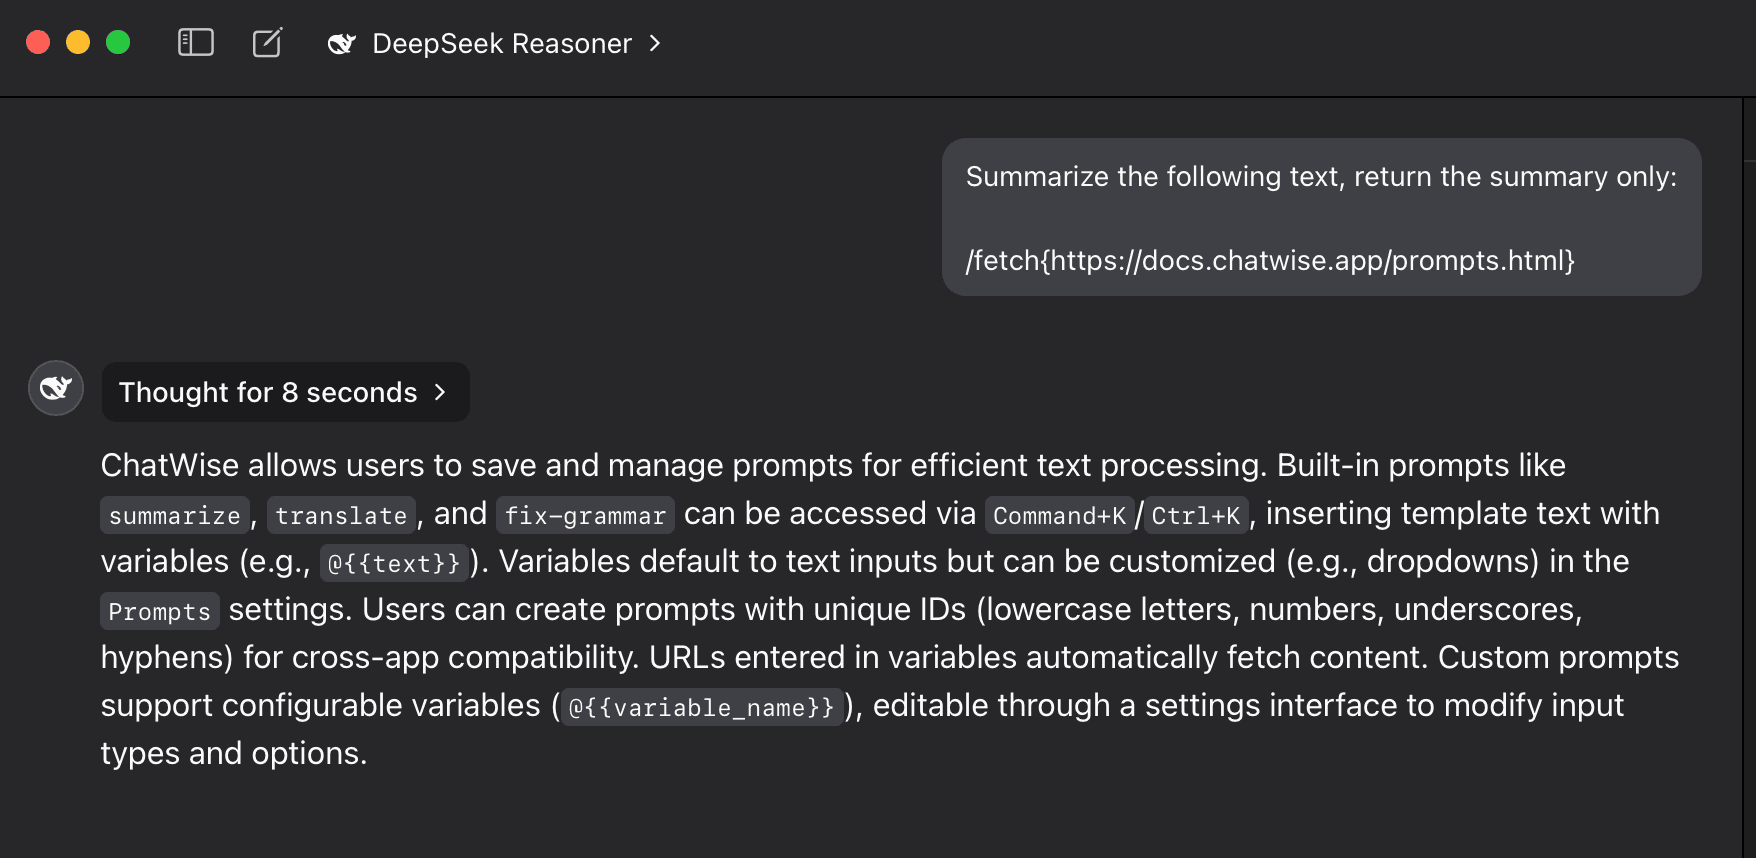 DeepSeek Reasoner
Summarize the following text, return the summary only:
/fetch{https://docs.chatwise.app/prompts.html}
Thought for 8 seconds
ChatWise allows users to save and manage prompts for efficient text processing. Built-in prompts like
summarize, translate, and fix-grammar can be accessed via Command+K/Ctrl+K, inserting template text with
variables (e.g., @{{text}}). Variables default to text inputs but can be customized (e.g., dropdowns) in the
Prompts settings. Users can create prompts with unique IDs (lowercase letters, numbers, underscores,
hyphens) for cross-app compatibility. URLs entered in variables automatically fetch content. Custom prompts
support configurable variables (@{{variable_name}}), editable through a settings interface to modify input
types and options.